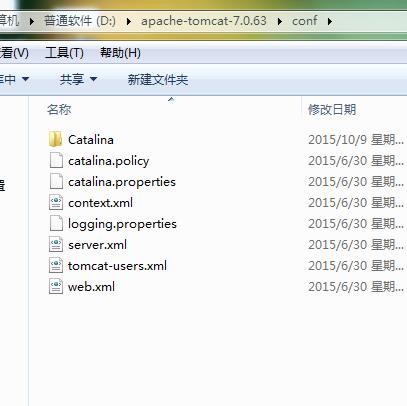 算机 普通软件 (D:) apache-tomcat-7.0.63 conf
看(V) 工具(T) 帮助(H)
库中 共享 新建文件夹
名称 修改日期
Catalina 2015/10/9 星期...
catalina.policy 2015/6/30 星期...
catalina.properties 2015/6/30 星期...
context.xml 2015/6/30 星期...
logging.properties 2015/6/30 星期...
server.xml 2015/6/30 星期...
tomcat-users.xml 2015/6/30 星期...
web.xml 2015/6/30 星期...